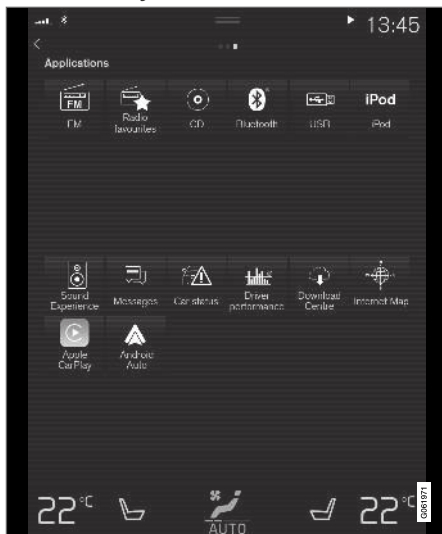 13:45
Applications
FM
iPod
FM
Radio
favourites
CD
Bluetooth
USB
iPod
Sound
Experience
Messages
Car status
Driver
performance
Download
Centre
Internet Map
Apple
CarPlay
Android
Auto
22°C
22°C
AUTO
G061971